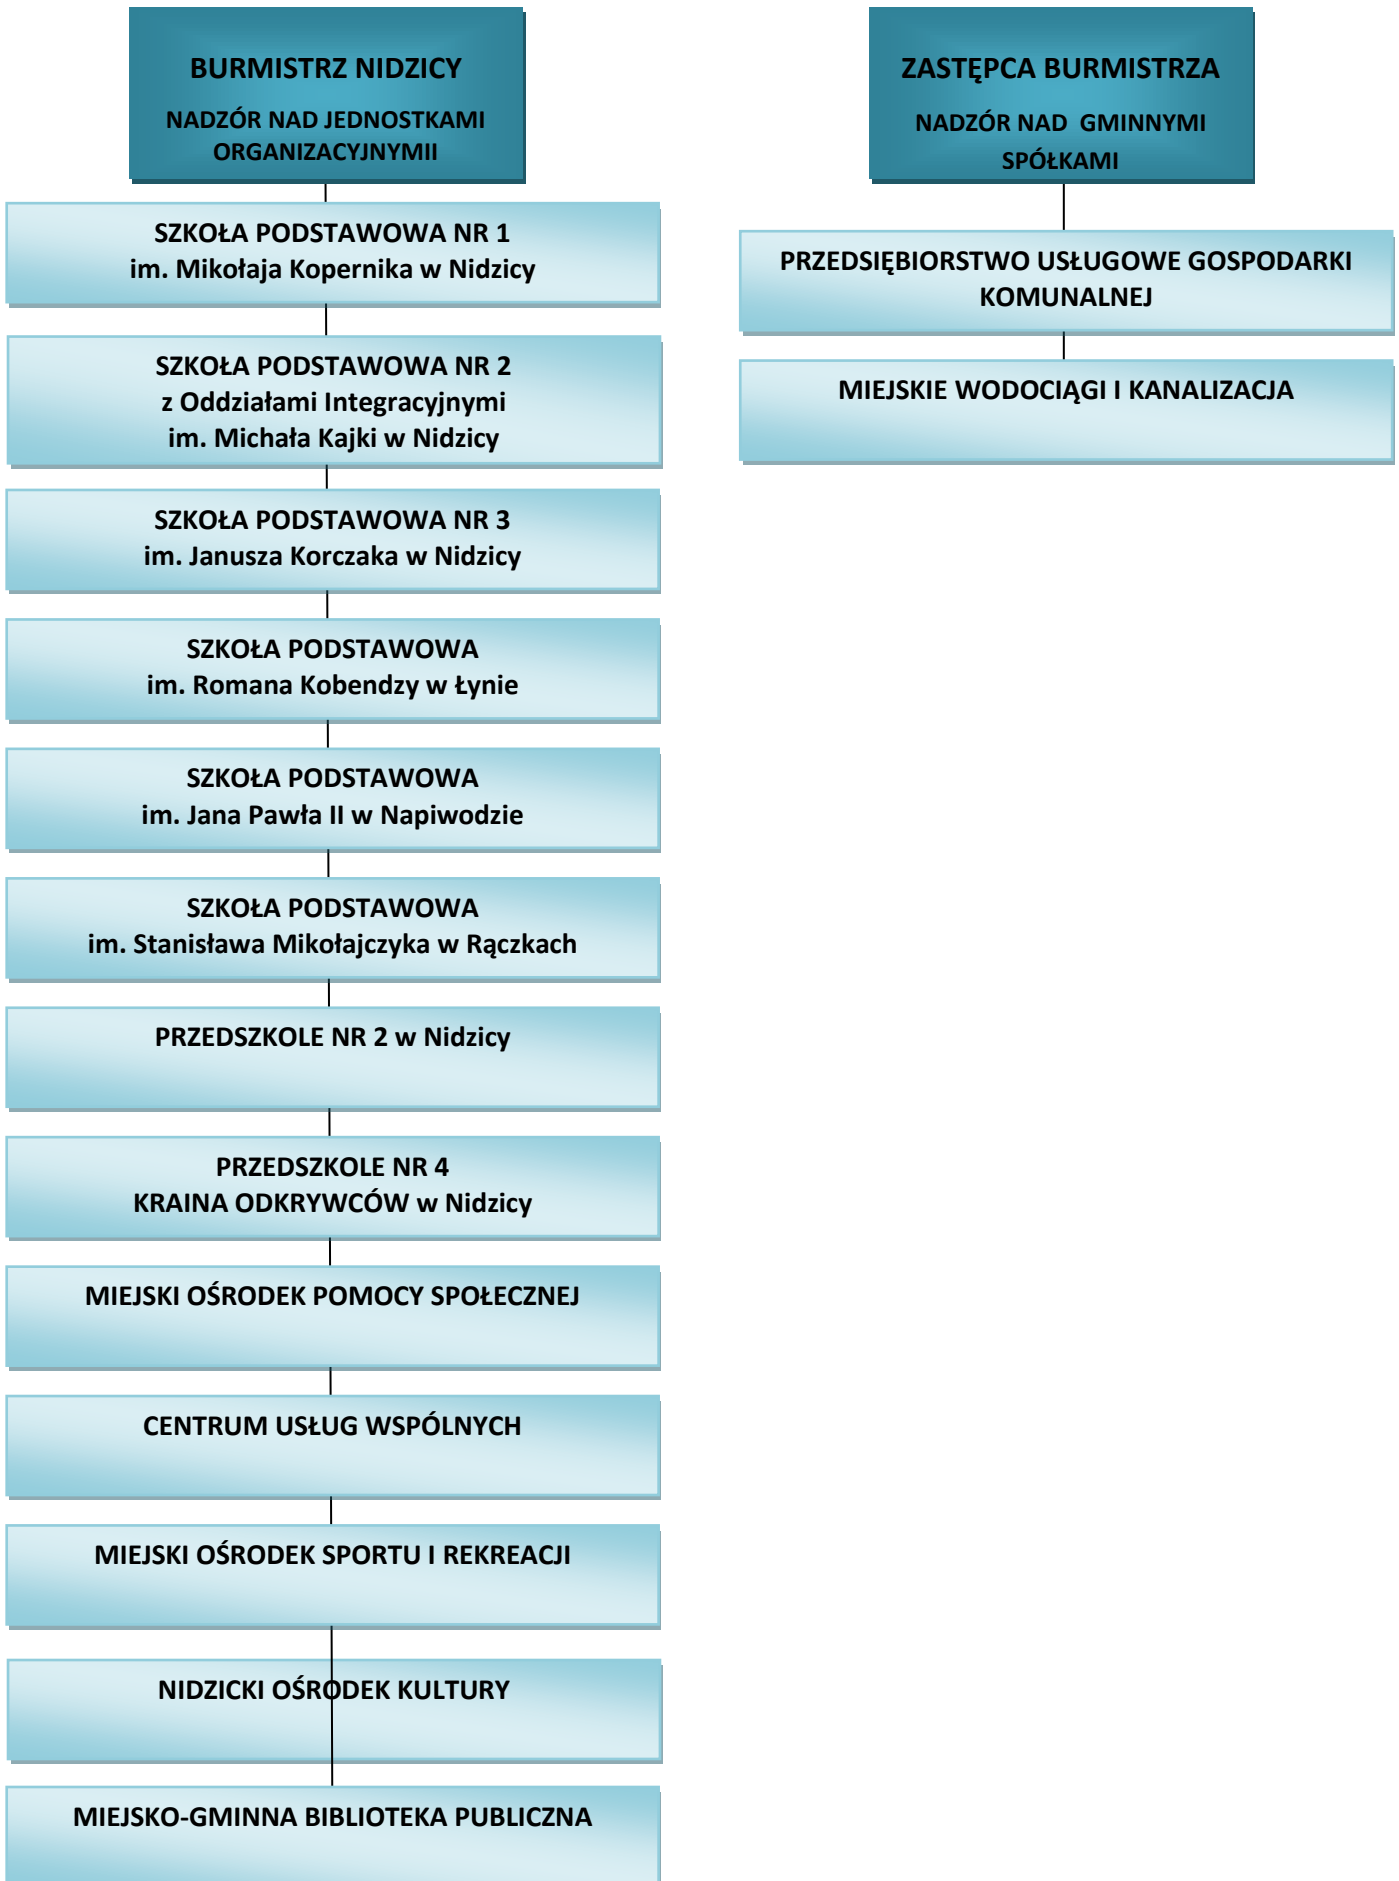 BURMISTRZ NIDZICY
NADZÓR NAD JEDNOSTKAMI
ORGANIZACYJNYMII
SZKOŁA PODSTAWOWA NR 1
im. Mikołaja Kopernika w Nidzicy
SZKOŁA PODSTAWOWA NR 2
z Oddziałami Integracyjnymi
im. Michała Kajki w Nidzicy
SZKOŁA PODSTAWOWA NR 3
im. Janusza Korczaka w Nidzicy
SZKOŁA PODSTAWOWA
im. Romana Kobendzy w Łynie
SZKOŁA PODSTAWOWA
im. Jana Pawła II w Napiwodzie
SZKOŁA PODSTAWOWA
im. Stanisława Mikołajczyka w Rączkach
PRZEDSZKOLE NR 2 w Nidzicy
PRZEDSZKOLE NR 4
KRAINA ODKRYWCÓW w Nidzicy
MIEJSKI OŚRODEK POMOCY SPOŁECZNEJ
CENTRUM USŁUG WSPÓLNYCH
MIEJSKI OŚRODEK SPORTU I REKREACJI
NIDZICKI OŚRODEK KULTURY
MIEJSKO-GMINNA BIBLIOTEKA PUBLICZNA
ZASTĘPCA BURMISTRZA
NADZÓR NAD GMINNYMI
SPÓŁKAMI
PRZEDSIĘBIORSTWO USŁUGOWE GOSPODARKI
KOMUNALNEJ
MIEJSKIE WODOCIĄGI I KANALIZACJA